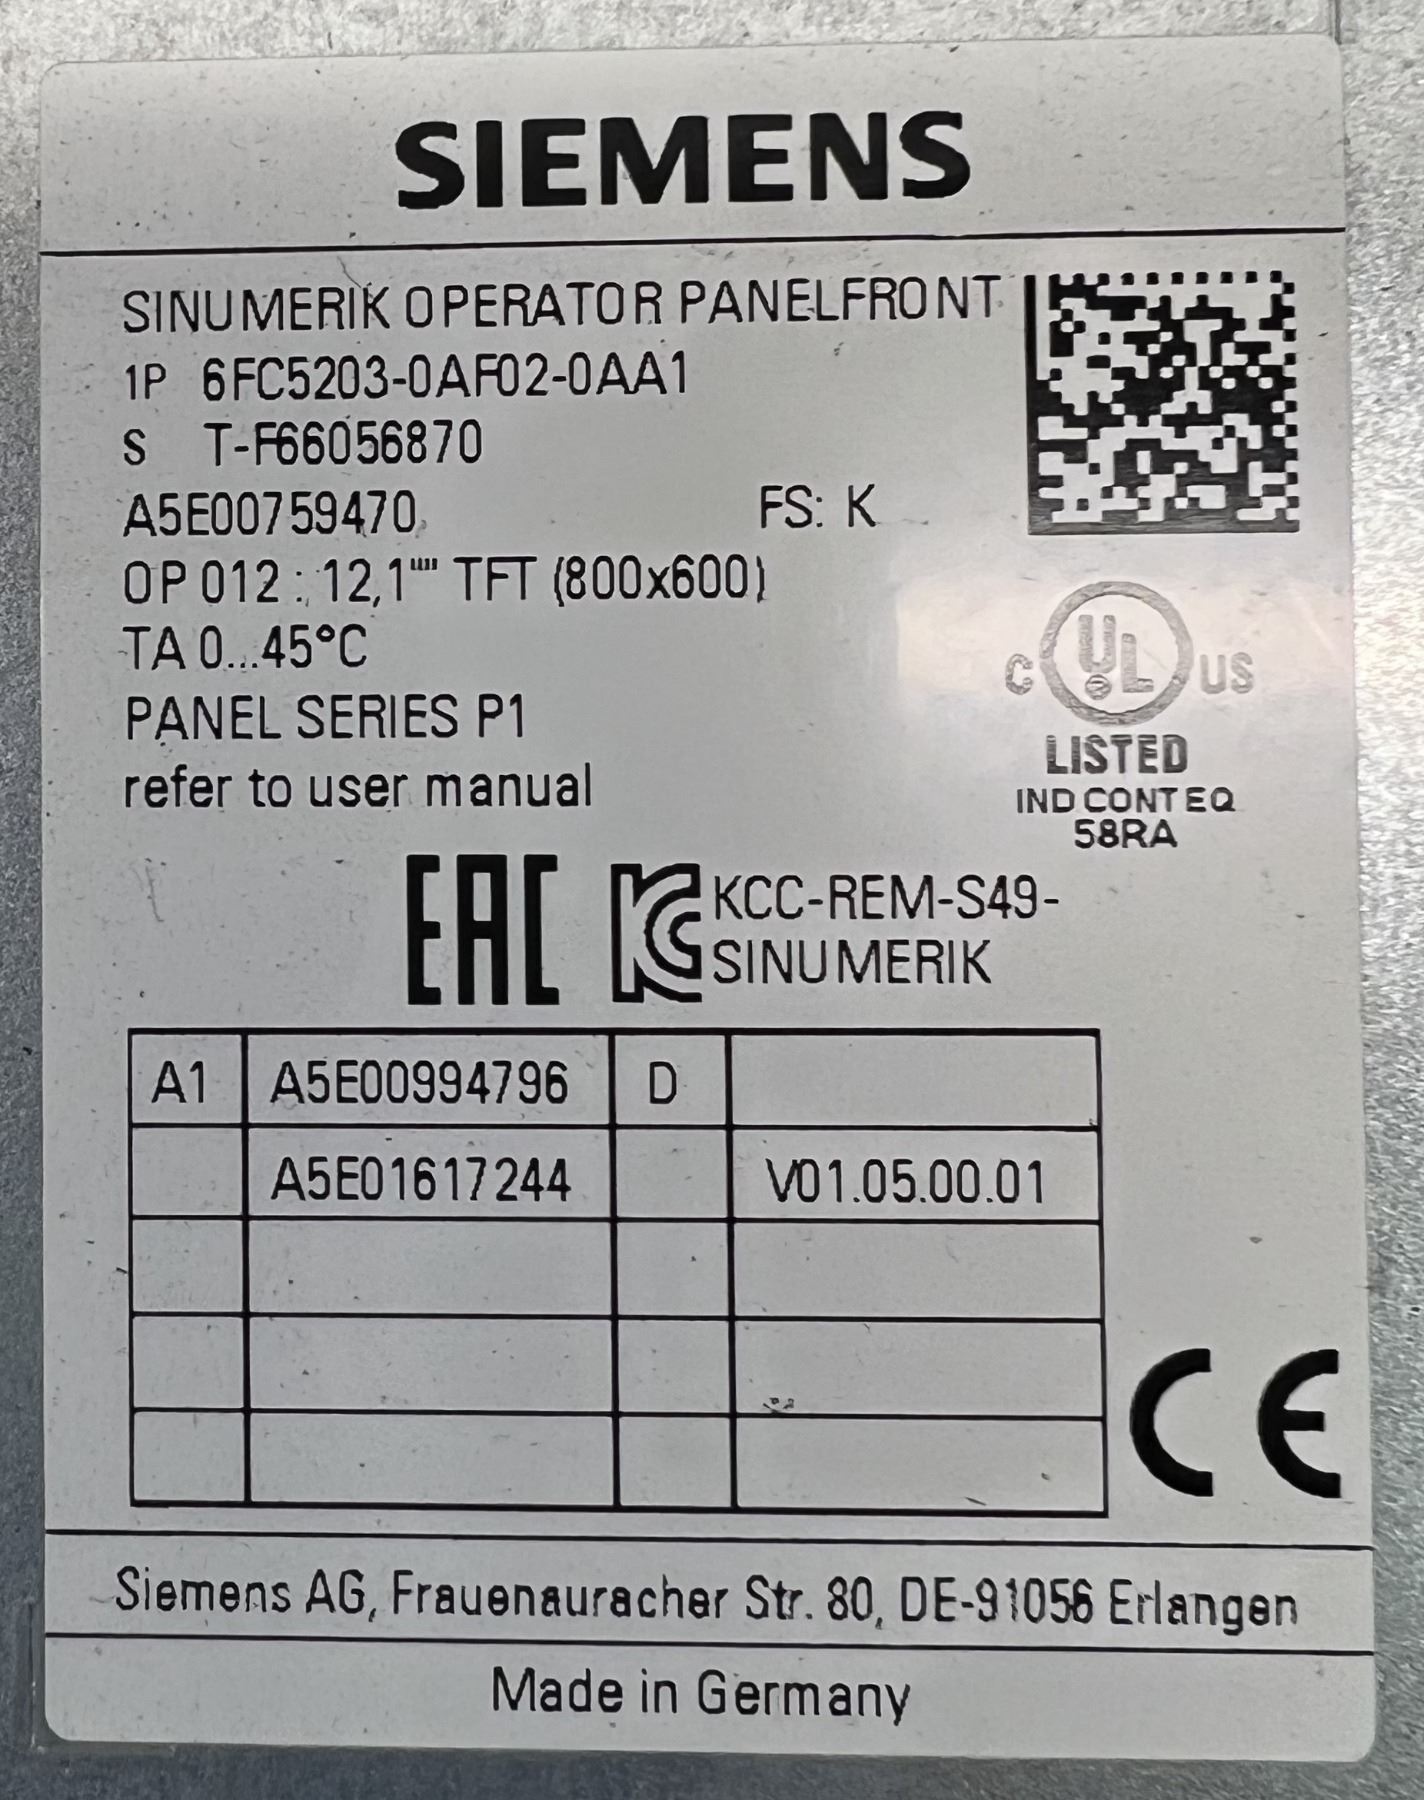 SIEMENS
SINUMERIK OPERATOR PANELFRONT
1P 6FC5203-0AF02-0AA1
S T-F66056870
A5E00759470 FS: K
OP 012 : 12,1"" TFT (800x600)
TA 0...45°C
PANEL SERIES P1
refer to user manual
C UL US
LISTED
IND CONT EQ
58RA
EAC KC KCC-REM-S49-
SINUMERIK
A1 A5E00994796 D
A5E01617244 V01.05.00.01
CE
Siemens AG, Frauenauracher Str. 80, DE-91056 Erlangen
Made in Germany